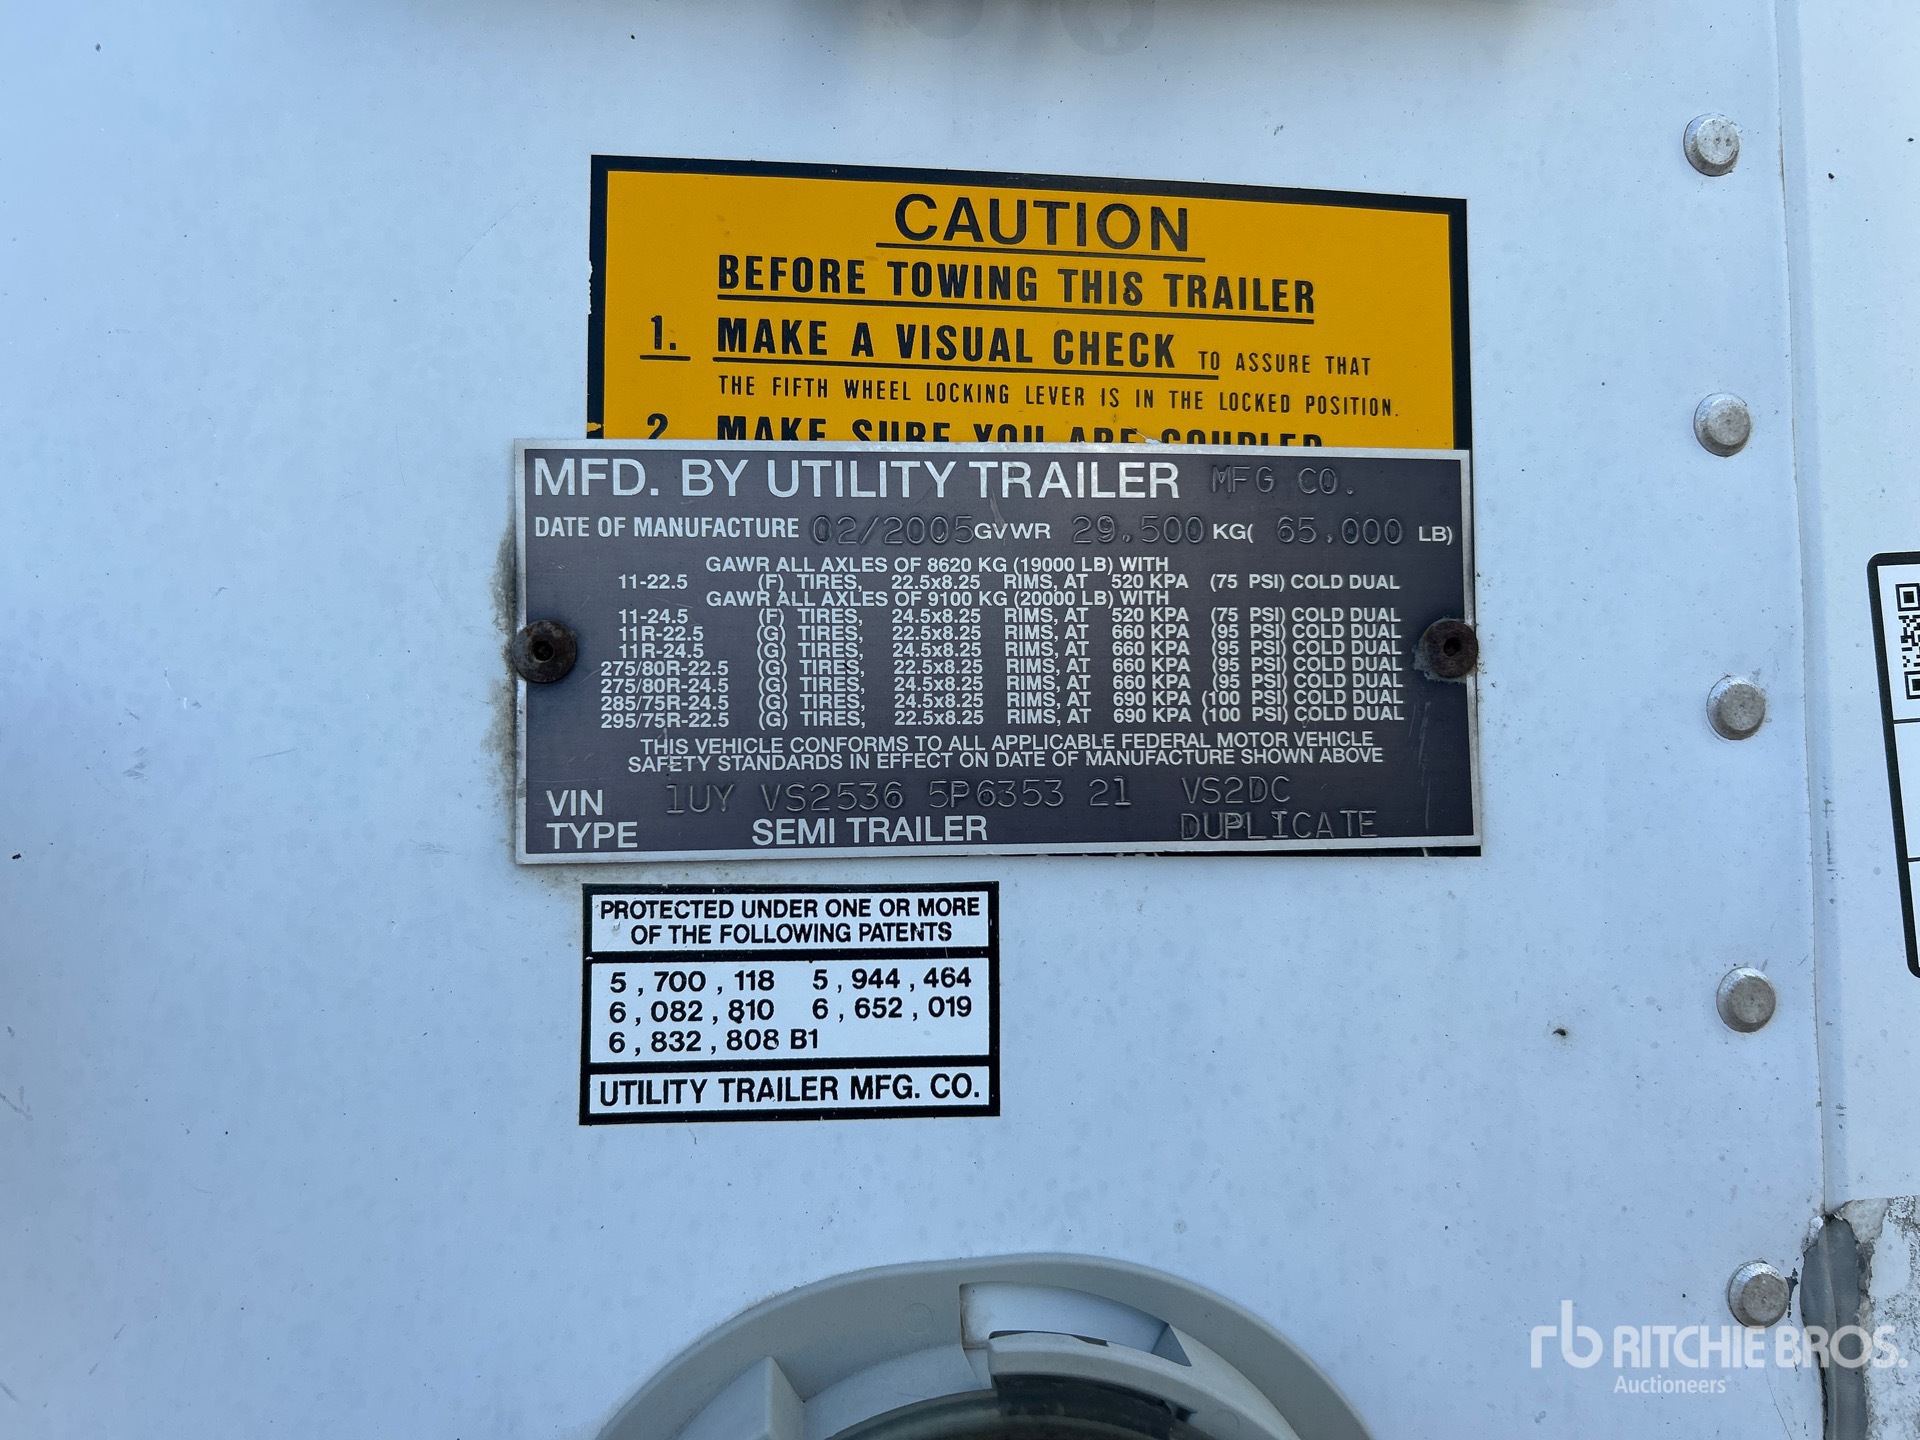 CAUTION
BEFORE TOWING THIS TRAILER
1. MAKE A VISUAL CHECK TO ASSURE THAT
THE FIFTH WHEEL LOCKING LEVER IS IN THE LOCKED POSITION.
2 MAKE SURE YOU ARE COUPLED
MFD. BY UTILITY TRAILER MFG CO.
DATE OF MANUFACTURE 02/2005 GVWR 29.500 KG( 65.000 LB)
GAWR ALL AXLES OF 8620 KG (19000 LB) WITH
11-22.5 (F) TIRES, 22.5x8.25 RIMS, AT 520 KPA (75 PSI) COLD DUAL
GAWR ALL AXLES OF 9100 KG (20000 LB) WITH
11-24.5 (F) TIRES, 24.5x8.25 RIMS, AT 520 KPA (75 PSI) COLD DUAL
11R-22.5 (G) TIRES, 22.5x8.25 RIMS, AT 660 KPA (95 PSI) COLD DUAL
11R-24.5 (G) TIRES, 24.5x8.25 RIMS, AT 660 KPA (95 PSI) COLD DUAL
275/80R-22.5 (G) TIRES, 22.5x8.25 RIMS, AT 660 KPA (95 PSI) COLD DUAL
275/80R-24.5 (G) TIRES, 24.5x8.25 RIMS, AT 660 KPA (95 PSI) COLD DUAL
285/75R-24.5 (G) TIRES, 24.5x8.25 RIMS, AT 690 KPA (100 PSI) COLD DUAL
295/75R-22.5 (G) TIRES, 22.5x8.25 RIMS, AT 690 KPA (100 PSI) COLD DUAL
THIS VEHICLE CONFORMS TO ALL APPLICABLE FEDERAL MOTOR VEHICLE
SAFETY STANDARDS IN EFFECT ON DATE OF MANUFACTURE SHOWN ABOVE
VIN 1UY VS2536 5P6353 21 VS2DC
TYPE SEMI TRAILER DUPLICATE
PROTECTED UNDER ONE OR MORE
OF THE FOLLOWING PATENTS
5,700,118 5,944,464
6,082,810 6,652,019
6,832,808 B1
UTILITY TRAILER MFG. CO.
rb RITCHIE BROS.
Auctioneers